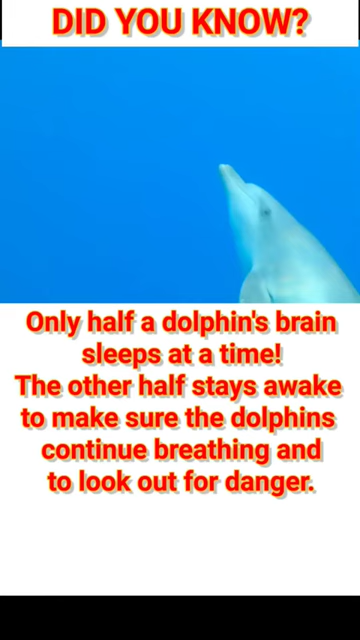 DID YOU KNOW?
Only half a dolphin's brain
sleeps at a time!
The other half stays awake
to make sure the dolphins
continue breathing and
to look out for danger.